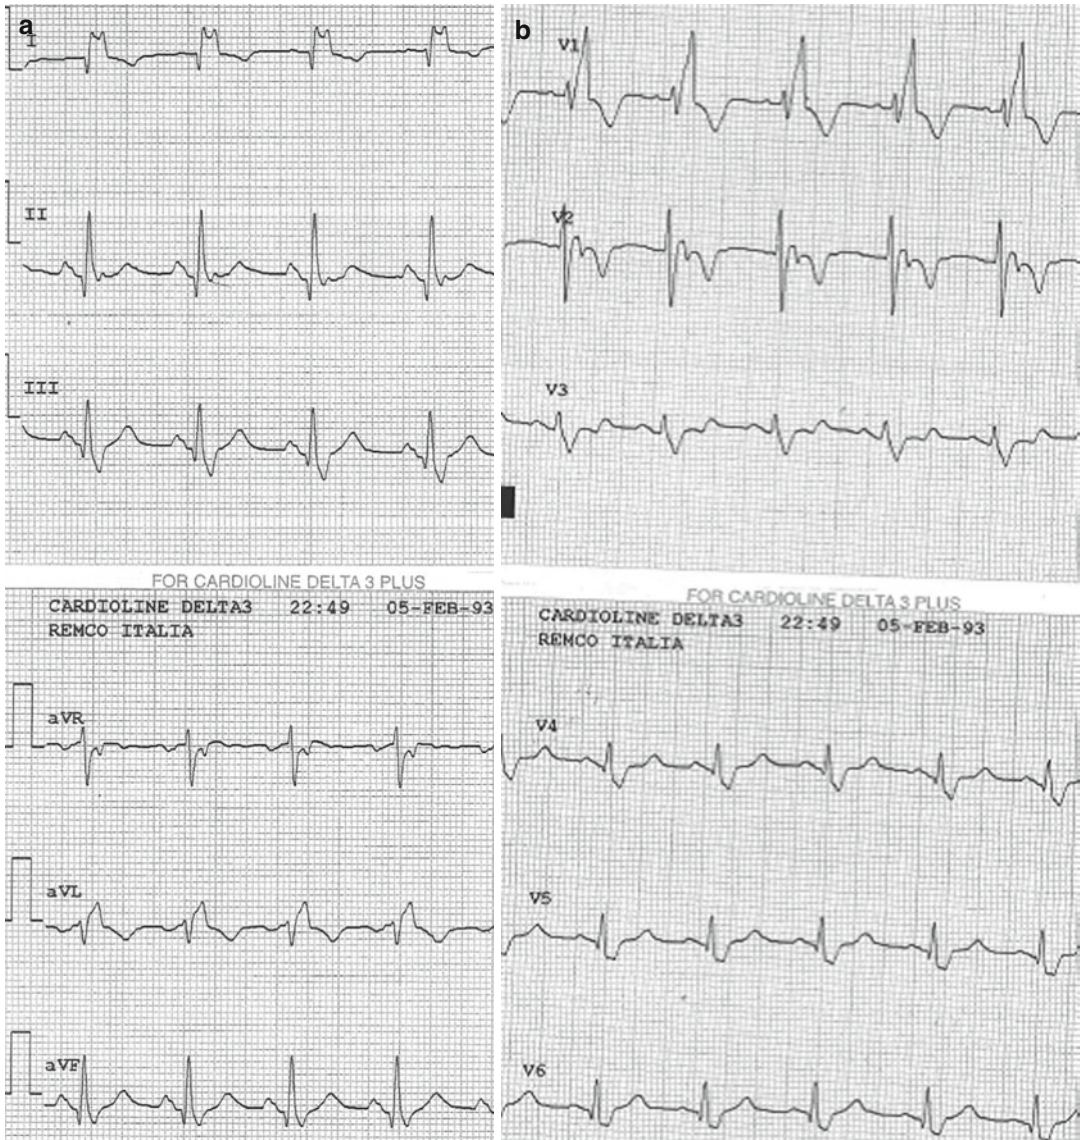 a
I
II
III
FOR CARDIOLINE DELTA 3 PLUS
CARDIOLINE DELTA3 22:49 05-FEB-93
REMCO ITALIA
aVR
aVL
aVF
b
V1
V2
V3
FOR CARDIOLINE DELTA 3 PLUS
CARDIOLINE DELTA3 22:49 05-FEB-93
REMCO ITALIA
V4
V5
V6